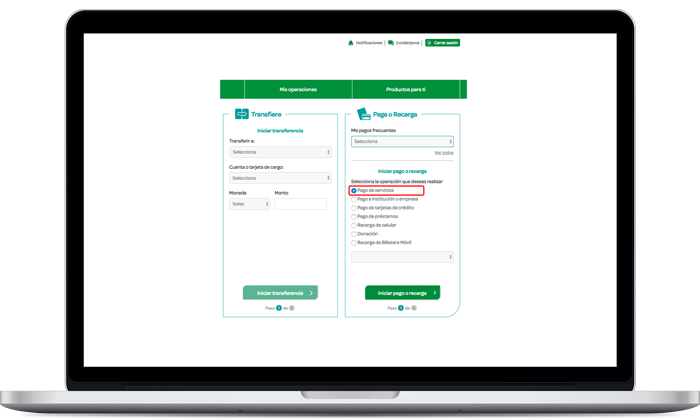 Notificaciones
Contáctanos
Cerrar sesión
Mis operaciones
Productos para ti
Transfiere
Iniciar transferencia
Transferir a:
Selecciona
Cuenta o tarjeta de cargo:
Selecciona
Moneda
Monto
Soles
Iniciar transferencia
Paso 1 de
Paga o Recarga
Mis pagos frecuentes
Selecciona
Ver todos
Iniciar pago o recarga
Selecciona la operación que deseas realizar
Pago de servicios
Pago a institución o empresa
Pago de tarjetas de crédito
Pago de préstamos
Recarga de celular
Donación
Recarga de Billetera Móvil
Iniciar pago o recarga
Paso 1 de